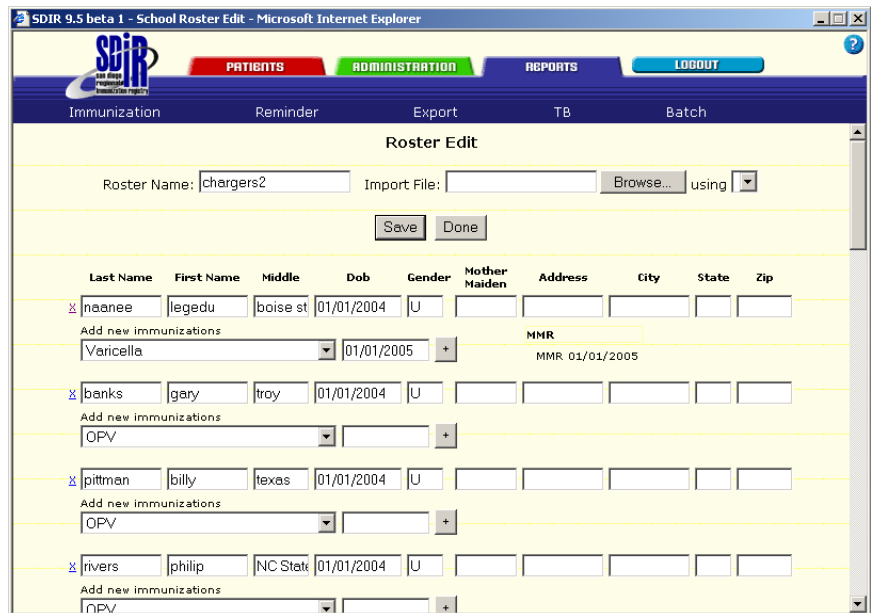 SDIR 9.5 beta 1 - School Roster Edit - Microsoft Internet Explorer
SDiR
san diego
regional
immunization registry
PATIENTS ADMINISTRATION REPORTS LOGOUT ?
Immunization Reminder Export TB Batch
Roster Edit
Roster Name: chargers2 Import File: Browse... using
Save Done
Last Name First Name Middle Dob Gender Mother Maiden Address City State Zip
x naanee legedu boise st 01/01/2004 U
Add new immunizations MMR
Varicella 01/01/2005 + MMR 01/01/2005
x banks gary troy 01/01/2004 U
Add new immunizations
OPV +
x pittman billy texas 01/01/2004 U
Add new immunizations
OPV +
x rivers philip NC State 01/01/2004 U
Add new immunizations
OPV +